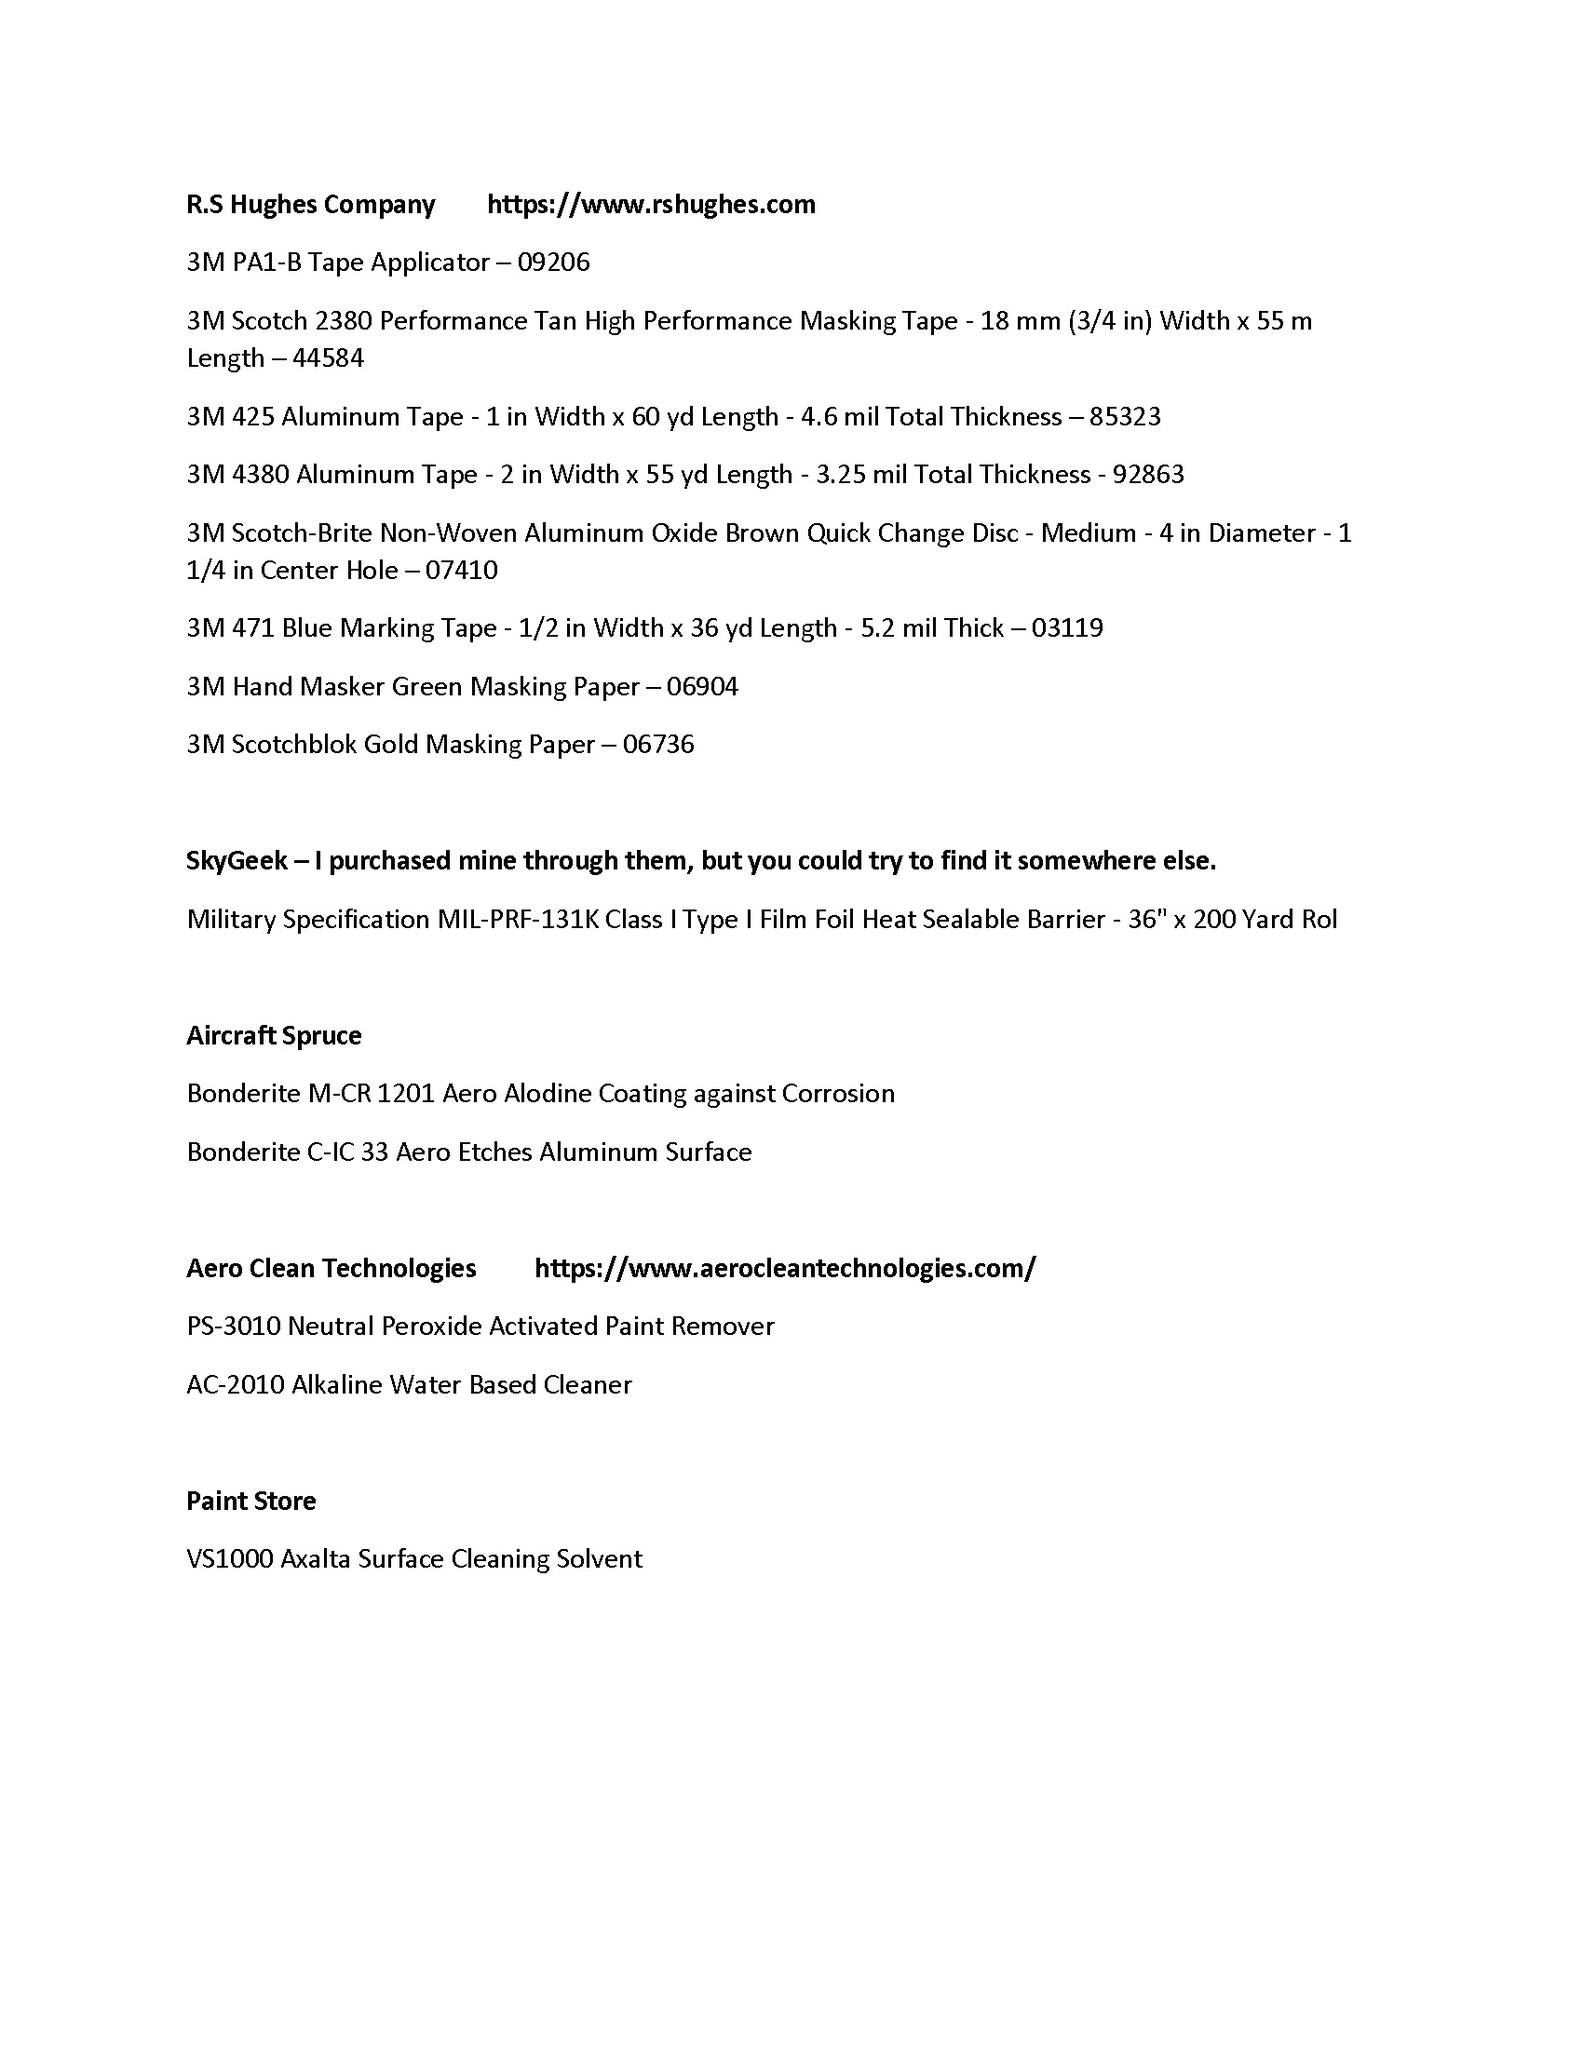 R.S Hughes Company https://www.rshughes.com
3M PA1-B Tape Applicator – 09206
3M Scotch 2380 Performance Tan High Performance Masking Tape - 18 mm (3/4 in) Width x 55 m
Length – 44584
3M 425 Aluminum Tape - 1 in Width x 60 yd Length - 4.6 mil Total Thickness – 85323
3M 4380 Aluminum Tape - 2 in Width x 55 yd Length - 3.25 mil Total Thickness - 92863
3M Scotch-Brite Non-Woven Aluminum Oxide Brown Quick Change Disc - Medium - 4 in Diameter - 1
1/4 in Center Hole – 07410
3M 471 Blue Marking Tape - 1/2 in Width x 36 yd Length - 5.2 mil Thick – 03119
3M Hand Masker Green Masking Paper – 06904
3M Scotchblok Gold Masking Paper – 06736
SkyGeek – I purchased mine through them, but you could try to find it somewhere else.
Military Specification MIL-PRF-131K Class I Type I Film Foil Heat Sealable Barrier - 36" x 200 Yard Rol
Aircraft Spruce
Bonderite M-CR 1201 Aero Alodine Coating against Corrosion
Bonderite C-IC 33 Aero Etches Aluminum Surface
Aero Clean Technologies https://www.aerocleantechnologies.com/
PS-3010 Neutral Peroxide Activated Paint Remover
AC-2010 Alkaline Water Based Cleaner
Paint Store
VS1000 Axalta Surface Cleaning Solvent